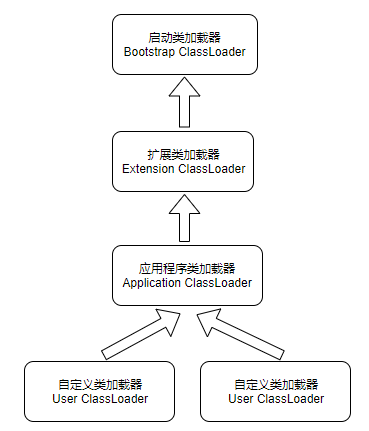 启动类加载器
Bootstrap ClassLoader
扩展类加载器
Extension ClassLoader
应用程序类加载器
Application ClassLoader
自定义类加载器
User ClassLoader
自定义类加载器
User ClassLoader